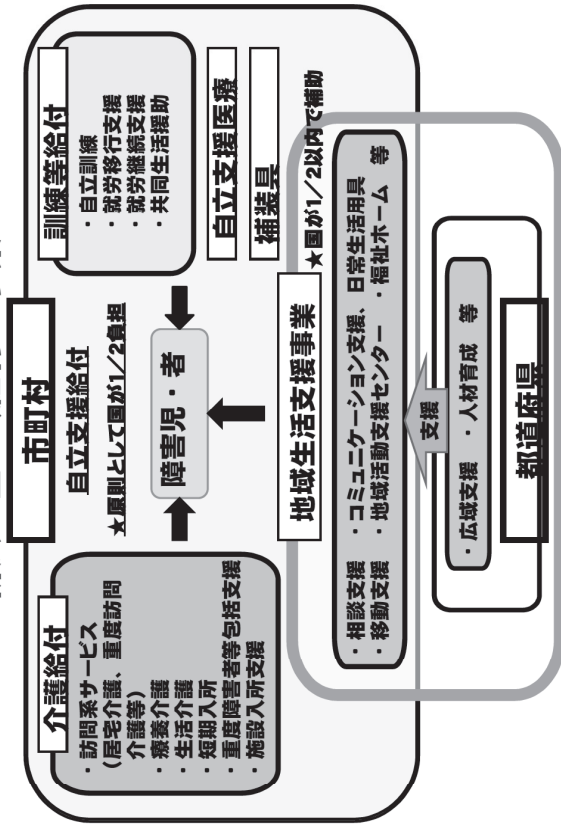 市町村
介護給付
・訪問系サービス
(居宅介護、重度訪問
介護等)
・療養介護
・生活介護
・短期入所
・重度障害者等包括支援
・施設入所支援
自立支援給付
★原則として国が1/2負担
障害児・者
訓練等給付
・自立訓練
・就労移行支援
・就労継続支援
・共同生活援助
自立支援医療
補装具
地域生活支援事業
★国が1/2以内で補助
・相談支援 ・コミュニケーション支援、日常生活用具
・移動支援 ・地域活動支援センター ・福祉ホーム 等
支援
・広域支援 ・人材育成 等
都道府県